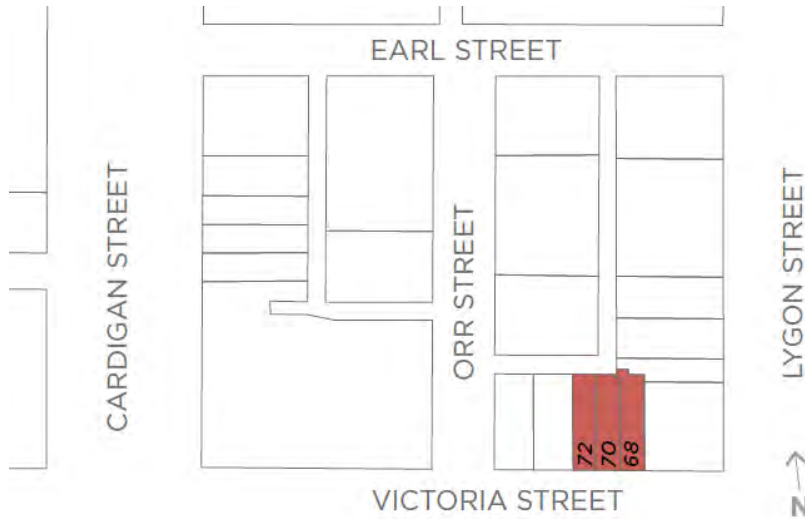 EARL STREET
CARDIGAN STREET
ORR STREET
LYGON STREET
72
70
68
VICTORIA STREET
N